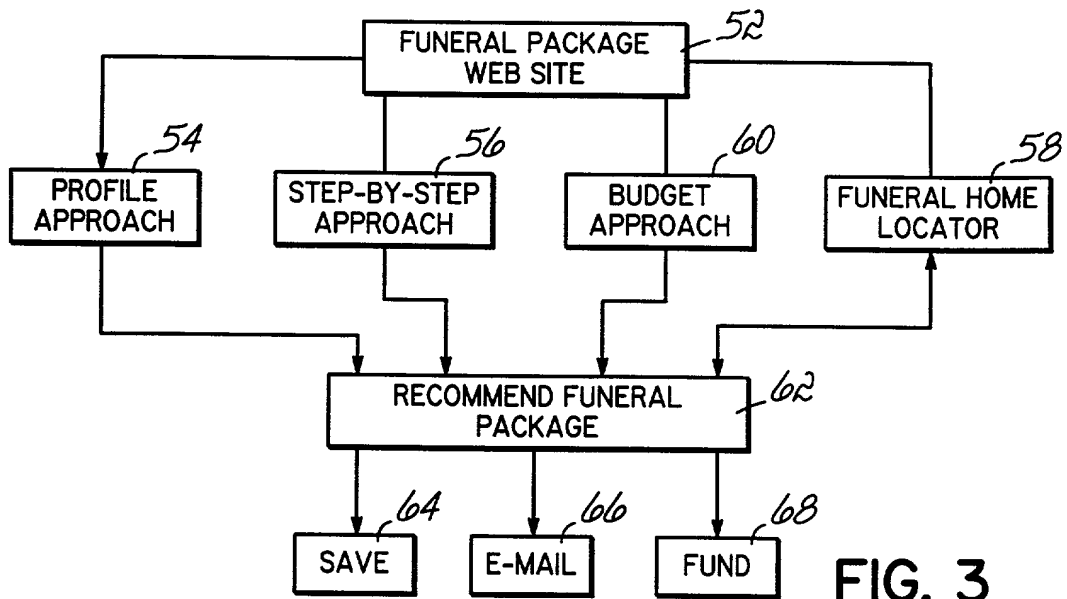 52
FUNERAL PACKAGE
WEB SITE
54
PROFILE
APPROACH
56
STEP-BY-STEP
APPROACH
60
BUDGET
APPROACH
58
FUNERAL HOME
LOCATOR
62
RECOMMEND FUNERAL
PACKAGE
64
SAVE
66
E-MAIL
68
FUND
FIG. 3